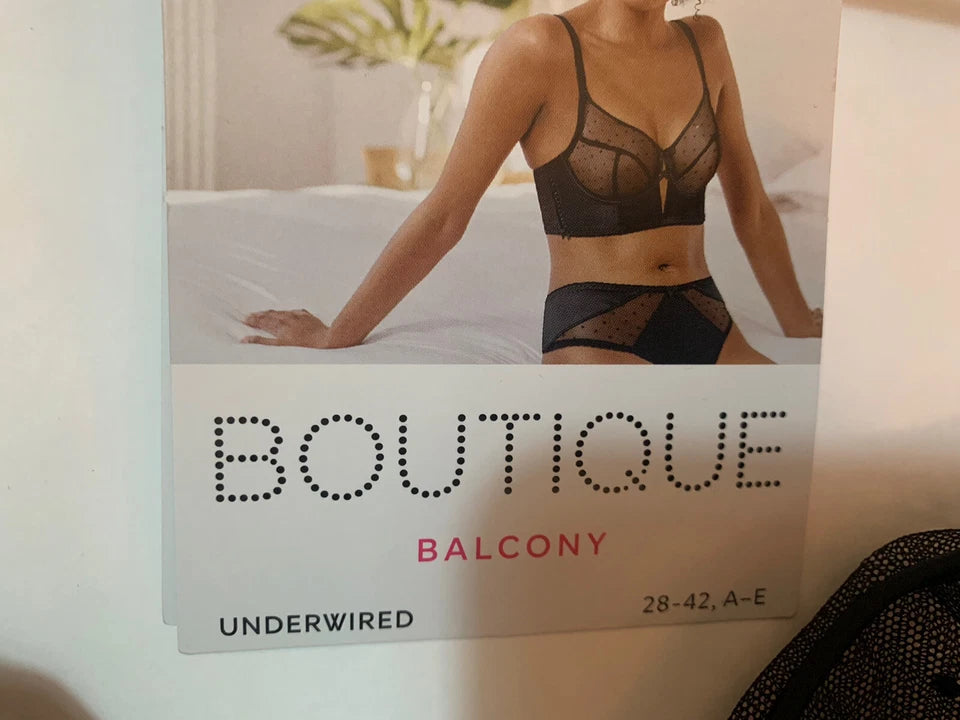 BOUTIQUE
BALCONY
UNDERWIRED
28-42, A-E